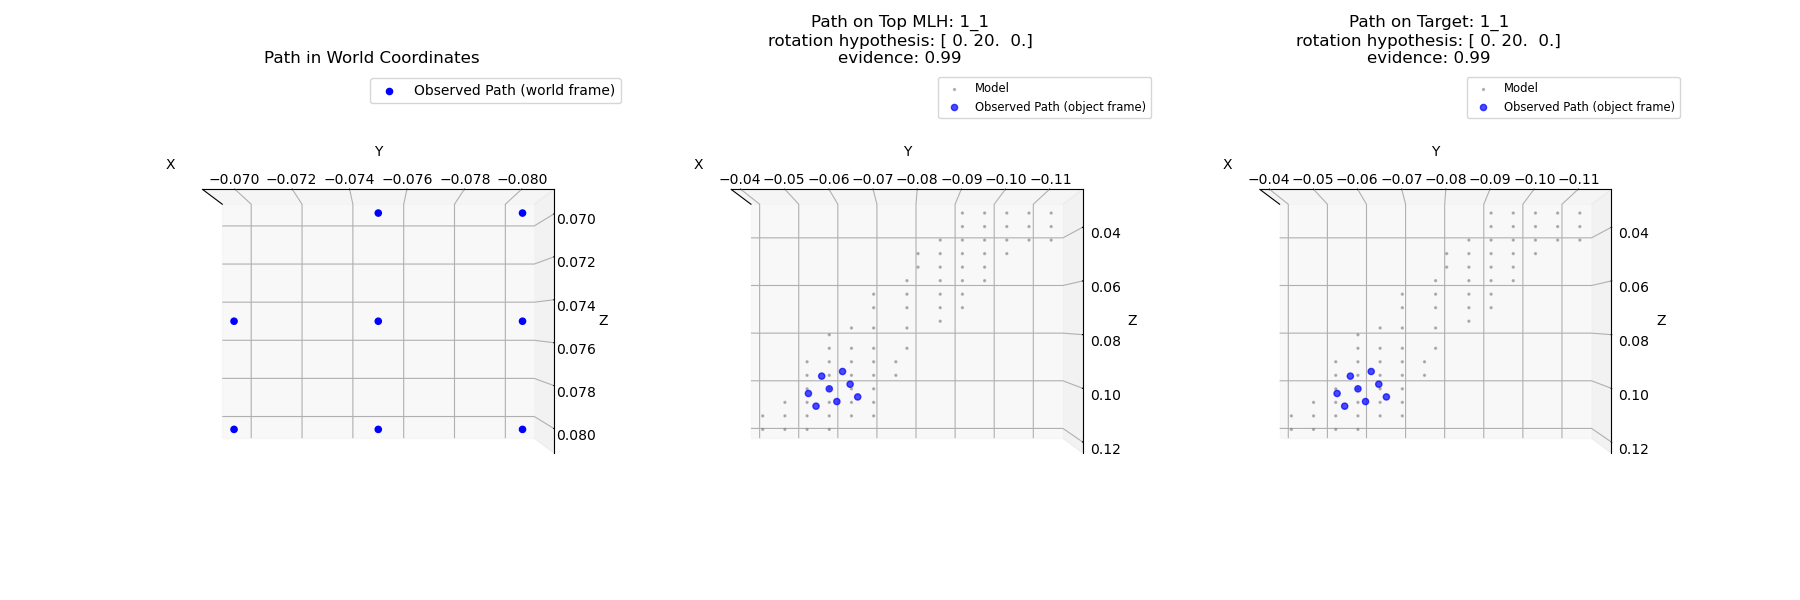 Path in World Coordinates
Observed Path (world frame)
X
Y
−0.070 −0.072 −0.074 −0.076 −0.078 −0.080
0.070
0.072
0.074
Z
0.076
0.078
0.080
Path on Top MLH: 1_1
rotation hypothesis: [ 0. 20.  0.]
evidence: 0.99
Model
Observed Path (object frame)
X
Y
−0.04 −0.05 −0.06 −0.07 −0.08 −0.09 −0.10 −0.11
0.04
0.06
Z
0.08
0.10
0.12
Path on Target: 1_1
rotation hypothesis: [ 0. 20.  0.]
evidence: 0.99
Model
Observed Path (object frame)
X
Y
−0.04 −0.05 −0.06 −0.07 −0.08 −0.09 −0.10 −0.11
0.04
0.06
Z
0.08
0.10
0.12